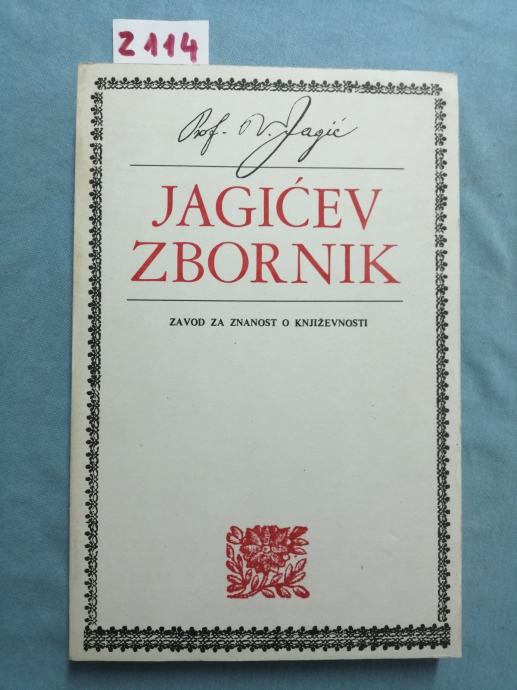 Z 114
Prof. V. Jagić
JAGIĆEV
ZBORNIK
ZAVOD ZA ZNANOST O KNJIŽEVNOSTI